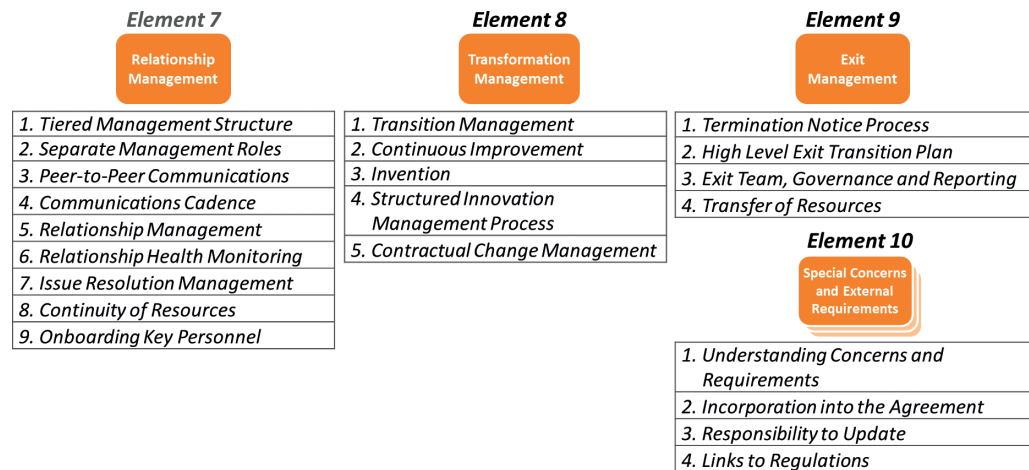 Element 7
Relationship
Management
1. Tiered Management Structure
2. Separate Management Roles
3. Peer-to-Peer Communications
4. Communications Cadence
5. Relationship Management
6. Relationship Health Monitoring
7. Issue Resolution Management
8. Continuity of Resources
9. Onboarding Key Personnel
Element 8
Transformation
Management
1. Transition Management
2. Continuous Improvement
3. Invention
4. Structured Innovation
Management Process
5. Contractual Change Management
Element 9
Exit
Management
1. Termination Notice Process
2. High Level Exit Transition Plan
3. Exit Team, Governance and Reporting
4. Transfer of Resources
Element 10
Special Concerns
and External
Requirements
1. Understanding Concerns and
Requirements
2. Incorporation into the Agreement
3. Responsibility to Update
4. Links to Regulations